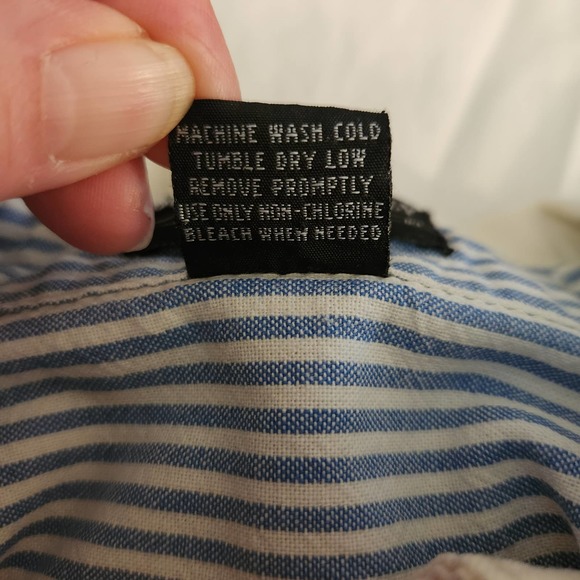 MACHINE WASH COLD
TUMBLE DRY LOW
REMOVE PROMPTLY
USE ONLY NON-CHLORINE
BLEACH WHEN NEEDED